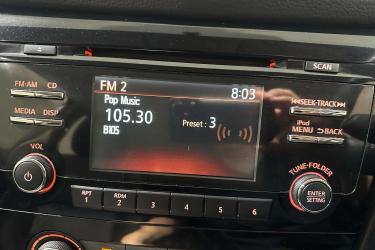 SCAN
FM•AM CD
MEDIA DISP
VOL
FM 2 8:03
Pop Music
105.30 Preset : 3
B105
SEEK•TRACK
iPod
MENU BACK
TUNE•FOLDER
ENTER
SETTING
RPT RDM
1 2 3 4 5 6